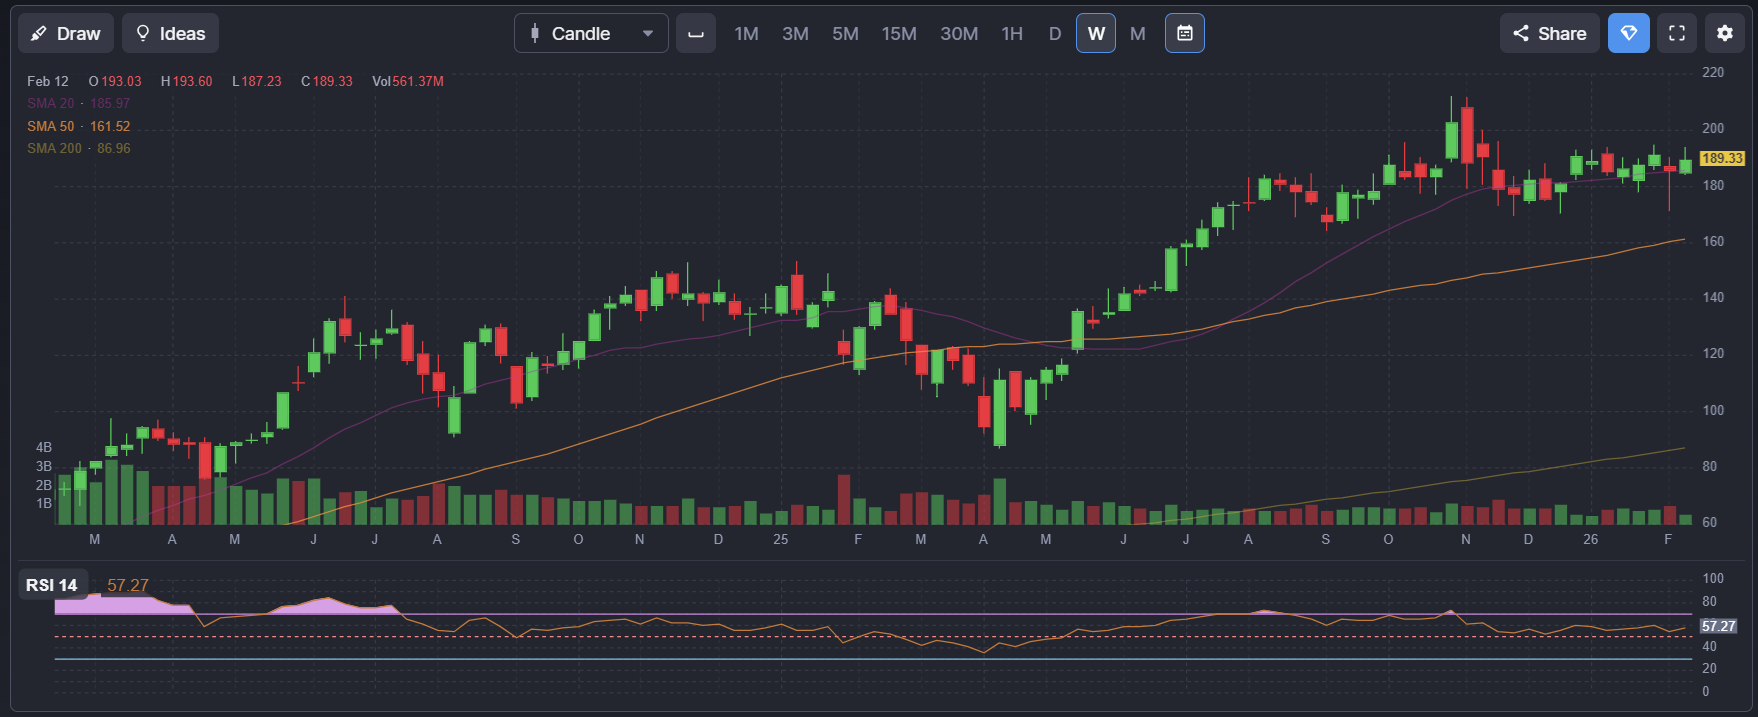 Draw Ideas Candle 1M 3M 5M 15M 30M 1H D W M Share
Feb 12 O 193.03 H 193.60 L 187.23 C 189.33 Vol 561.37M
SMA 20 · 185.97
SMA 50 · 161.52
SMA 200 · 86.96
220
200
189.33
180
160
140
120
100
80
60
4B
3B
2B
1B
M A M J J A S O N D 25 F M A M J J A S O N D 26 F
RSI 14 57.27
100
80
57.27
40
20
0